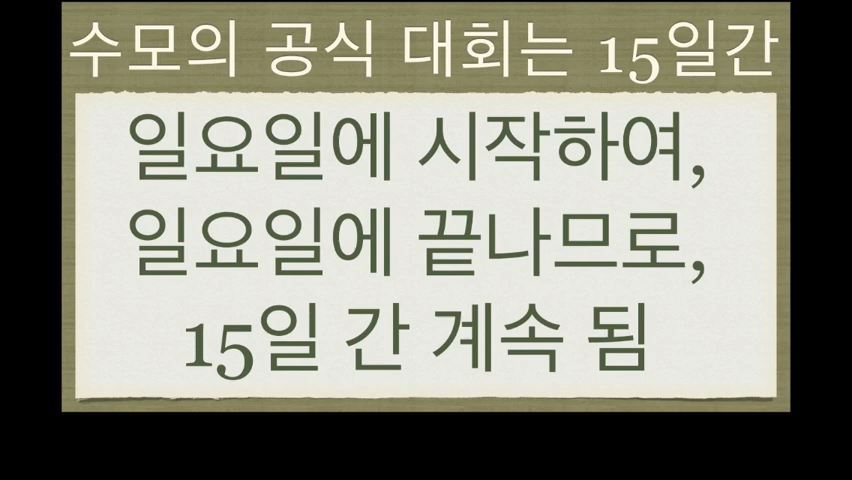 수모의 공식 대회는 15일간
일요일에 시작하여,
일요일에 끝나므로,
15일 간 계속 됨